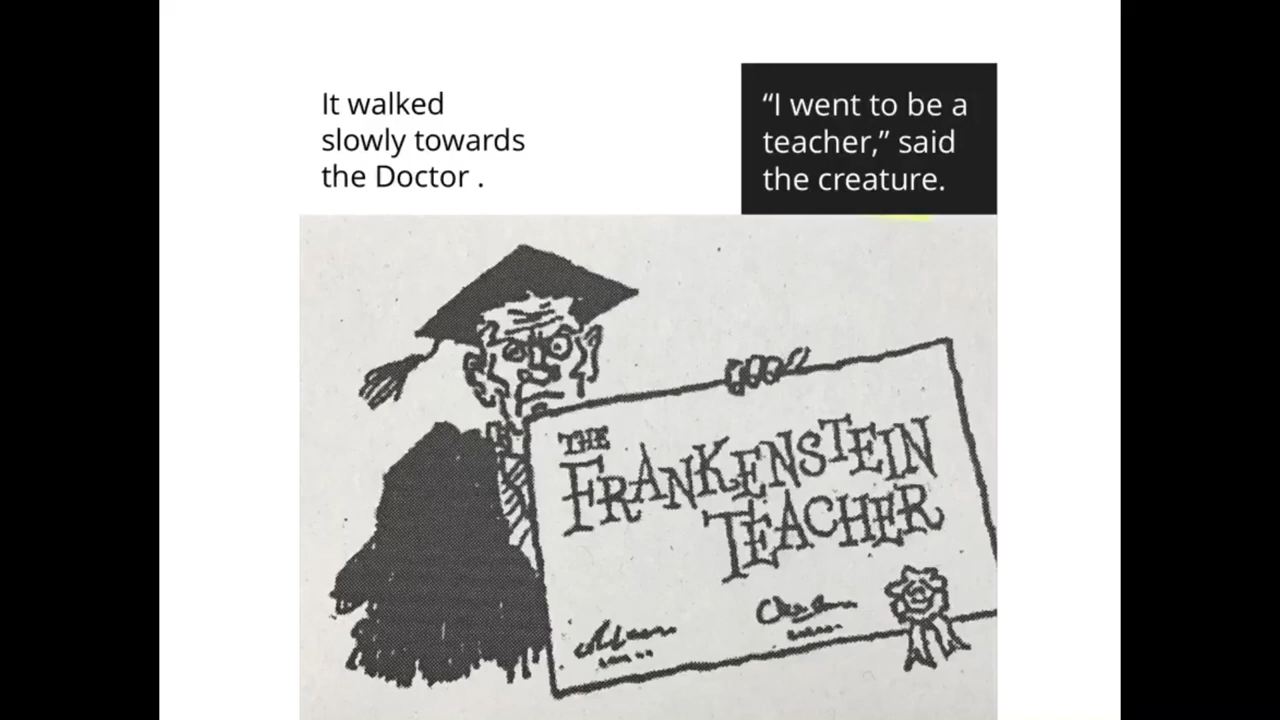 It walked
slowly towards
the Doctor .
“I went to be a
teacher,” said
the creature.
THE
FRANKENSTEIN
TEACHER